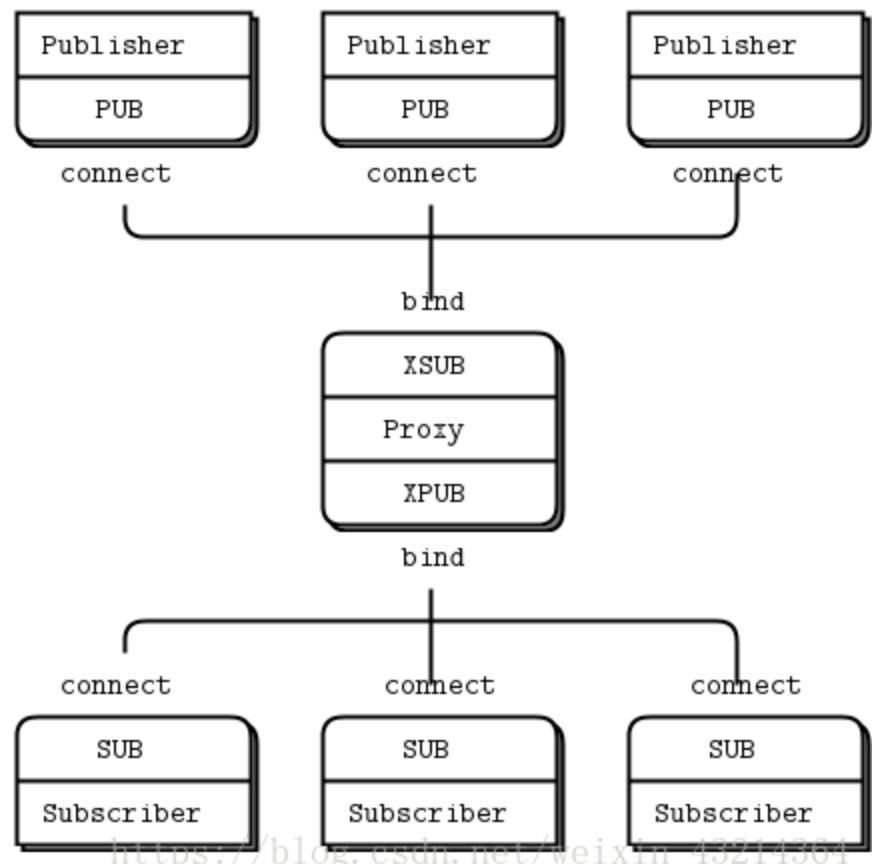 Publisher Publisher Publisher
PUB PUB PUB
connect connect connect
bind
XSUB
Proxy
XPUB
bind
connect connect connect
SUB SUB SUB
Subscriber Subscriber Subscriber
https://blog.csdn.net/weixin_43214364